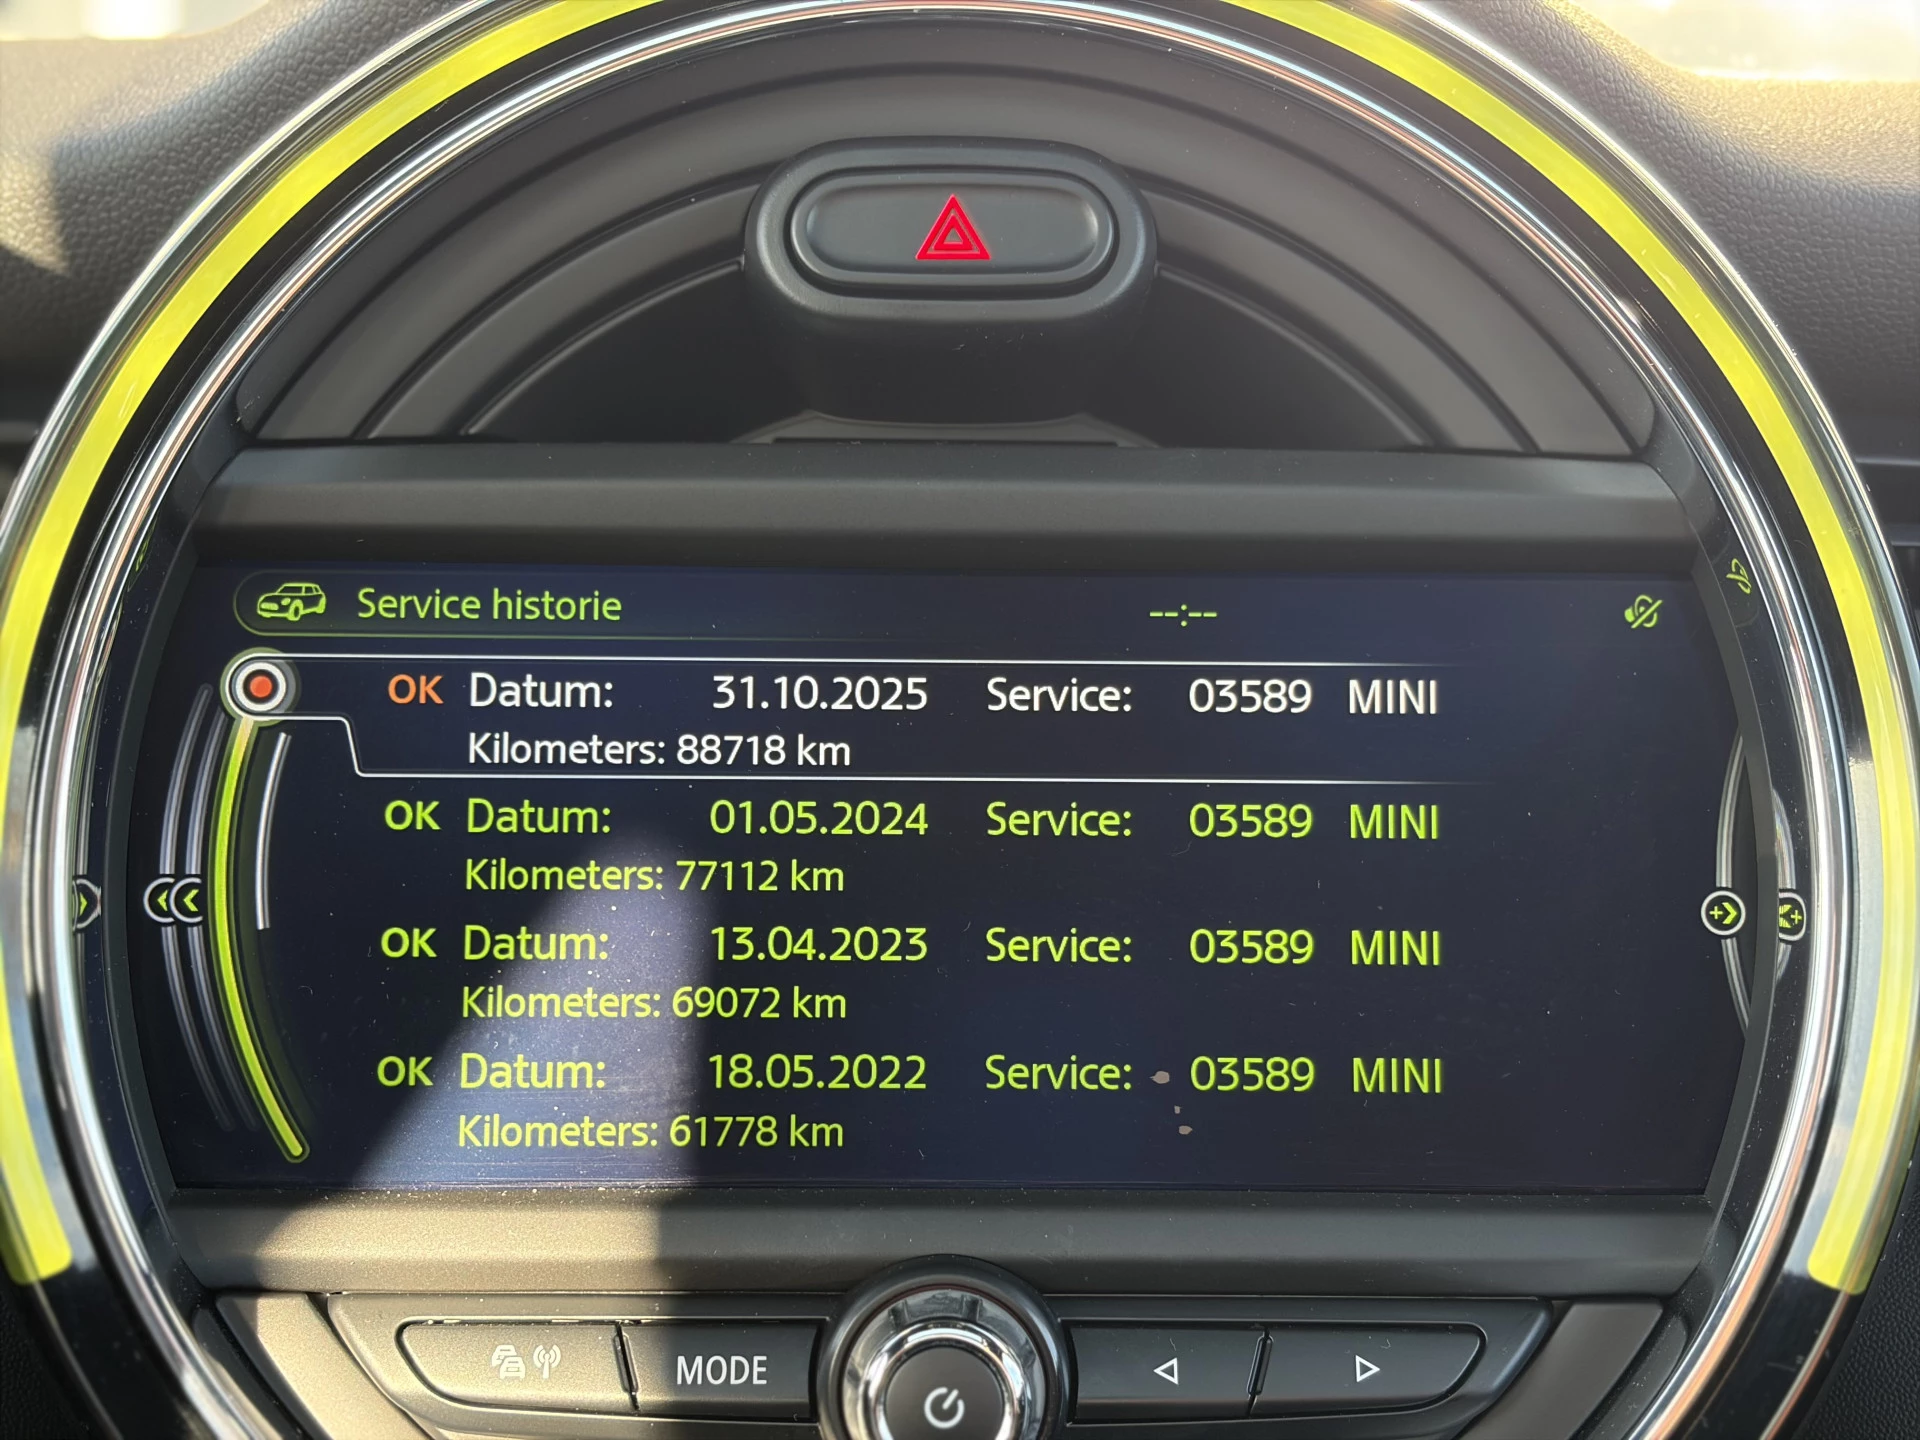 Service historie --:--
OK Datum: 31.10.2025 Service: 03589 MINI
Kilometers: 88718 km
OK Datum: 01.05.2024 Service: 03589 MINI
Kilometers: 77112 km
OK Datum: 13.04.2023 Service: 03589 MINI
Kilometers: 69072 km
OK Datum: 18.05.2022 Service: 03589 MINI
Kilometers: 61778 km
MODE